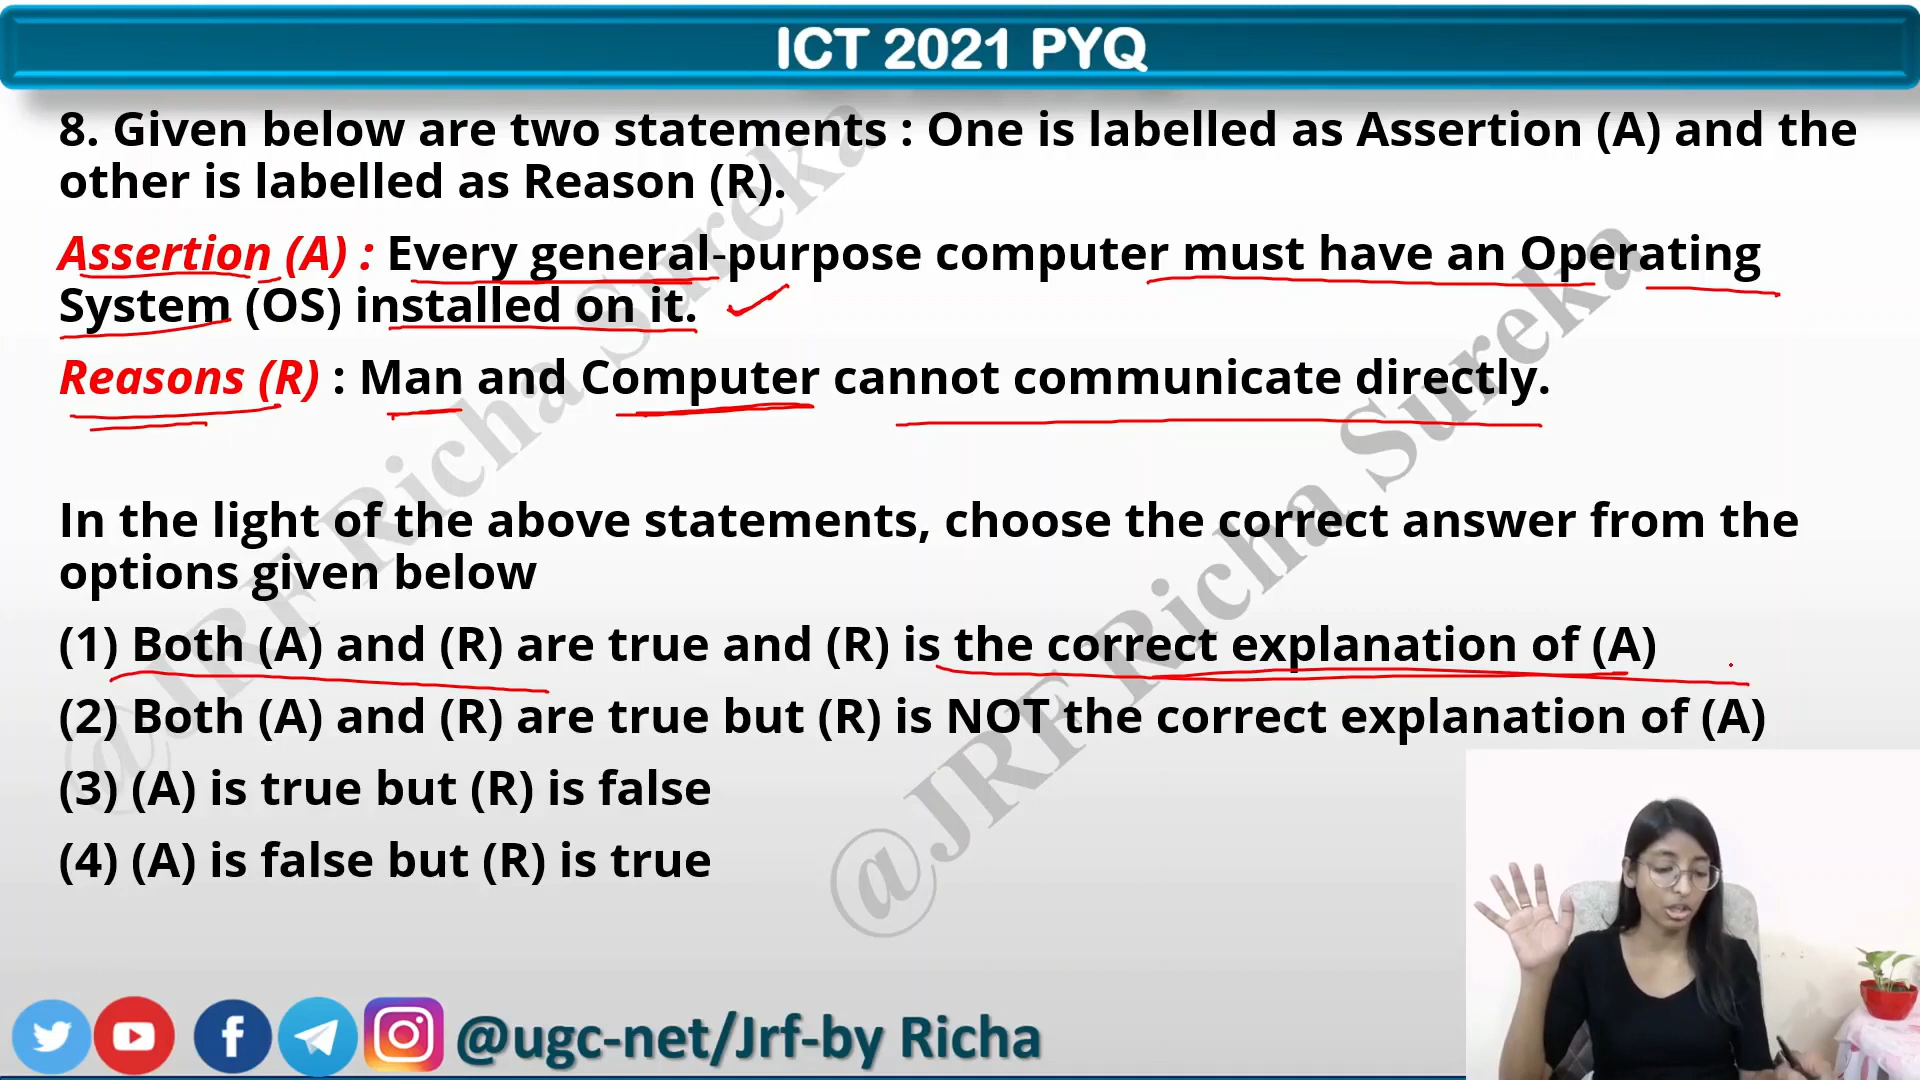 ICT 2021 PYQ
8. Given below are two statements : One is labelled as Assertion (A) and the
other is labelled as Reason (R).
Assertion (A) : Every general-purpose computer must have an Operating
System (OS) installed on it.
Reasons (R) : Man and Computer cannot communicate directly.
In the light of the above statements, choose the correct answer from the
options given below
(1) Both (A) and (R) are true and (R) is the correct explanation of (A)
(2) Both (A) and (R) are true but (R) is NOT the correct explanation of (A)
(3) (A) is true but (R) is false
(4) (A) is false but (R) is true
@JRF Richa Sureka
@JRF Richa Sureka
@ugc-net/Jrf-by Richa